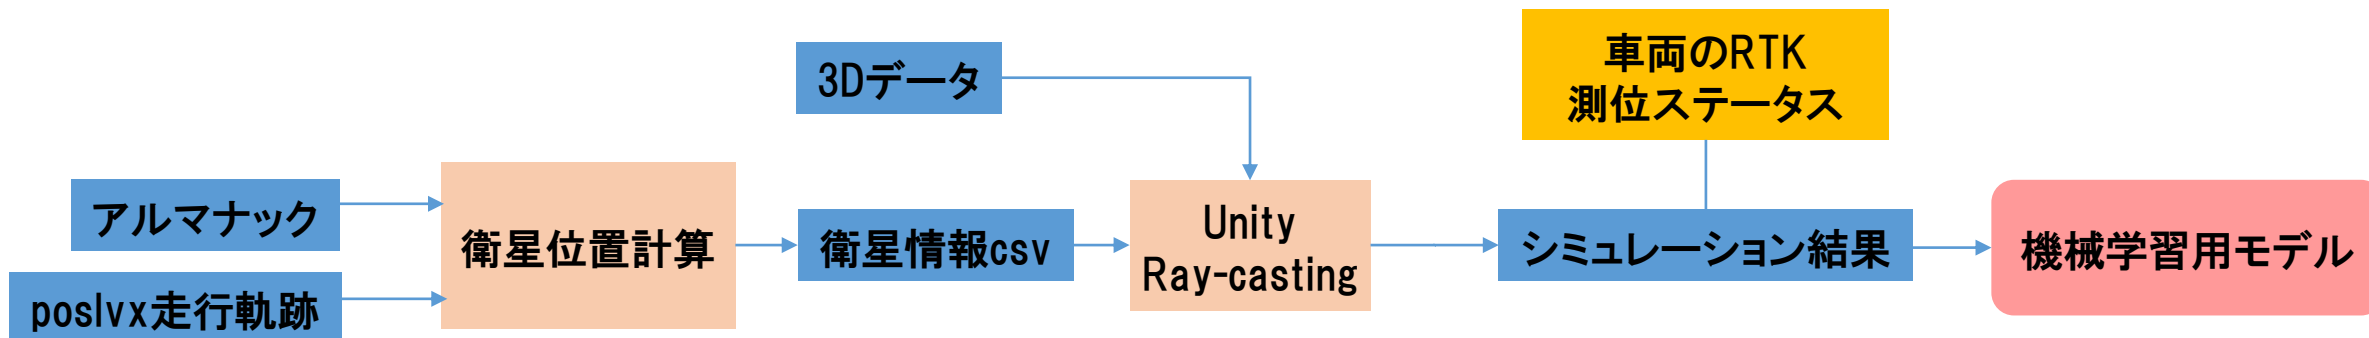 アルマナック
poslvx走行軌跡
衛星位置計算
3Dデータ
衛星情報csv
Unity
Ray-casting
車両のRTK
測位ステータス
シミュレーション結果
機械学習用モデル